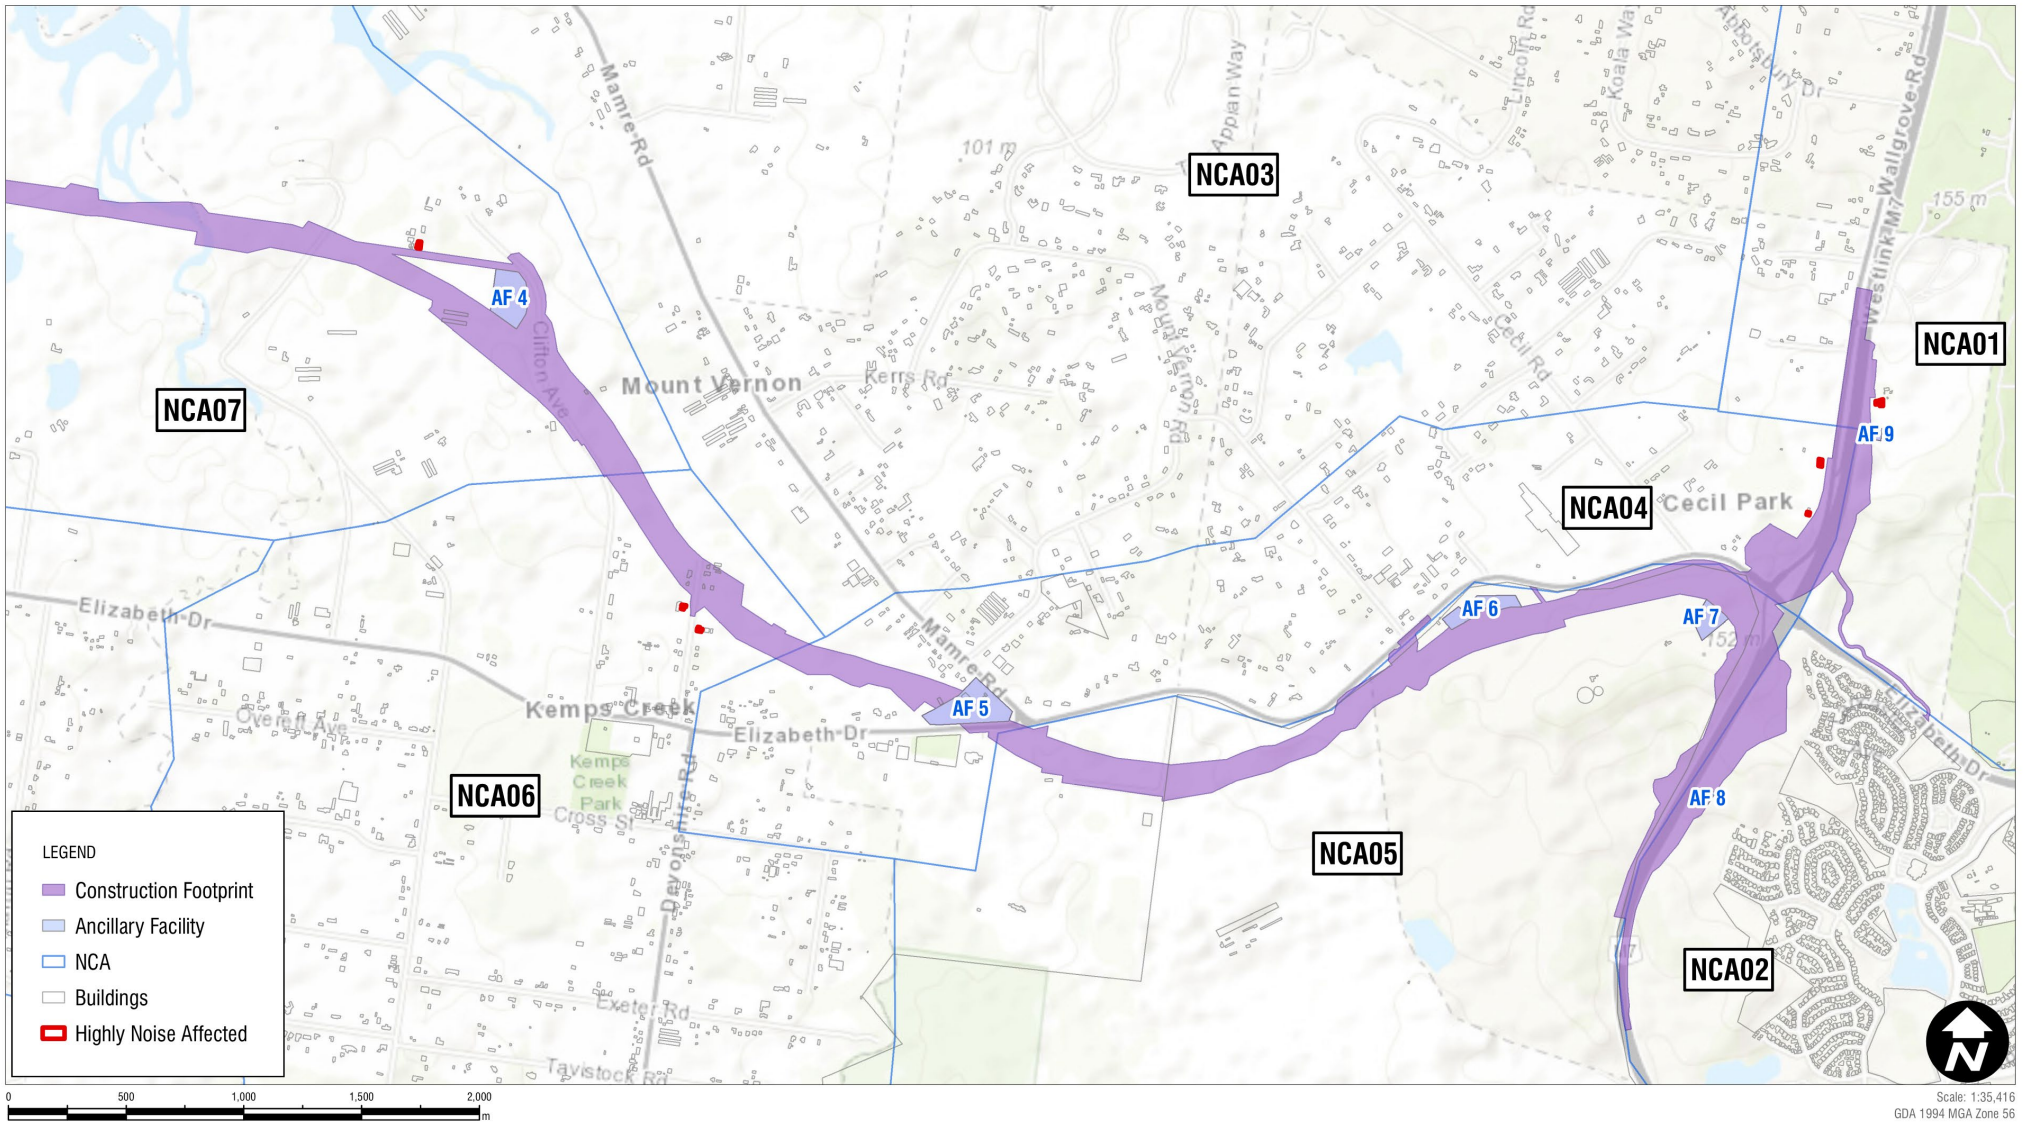 Mamre-Rd
101 m
Appian Way
Lincoln Rd
Koala Way
Abbotsbury Dr
Westlink M7
Wallgrove-Rd
155 m
NCA03
NCA01
AF 4
Clifton Ave
NCA07
Mount Vernon
Kerrs Rd
Mount Vernon Rd
Cecil Rd
AF 9
NCA04
Cecil Park
Elizabeth-Dr
Overett Ave
Kemps Creek
Elizabeth-Dr
Mamre-Rd
AF 5
AF 6
AF 7
152 m
AF 8
Elizabeth-Dr
Kemps
Creek
Park
Cross St
Devonshire Rd
NCA06
NCA05
NCA02
M7
Exeter Rd
Tavistock Rd
LEGEND
Construction Footprint
Ancillary Facility
NCA
Buildings
Highly Noise Affected
N
0 500 1,000 1,500 2,000
m
Scale: 1:35,416
GDA 1994 MGA Zone 56